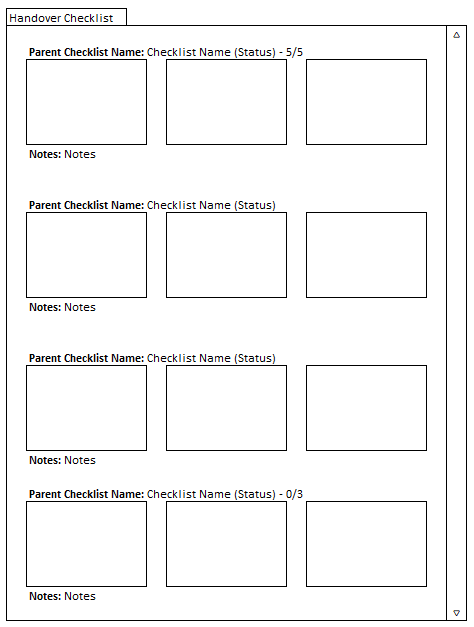 Handover Checklist
Parent Checklist Name: Checklist Name (Status) - 5/5
Notes: Notes
Parent Checklist Name: Checklist Name (Status)
Notes: Notes
Parent Checklist Name: Checklist Name (Status)
Notes: Notes
Parent Checklist Name: Checklist Name (Status) - 0/3
Notes: Notes